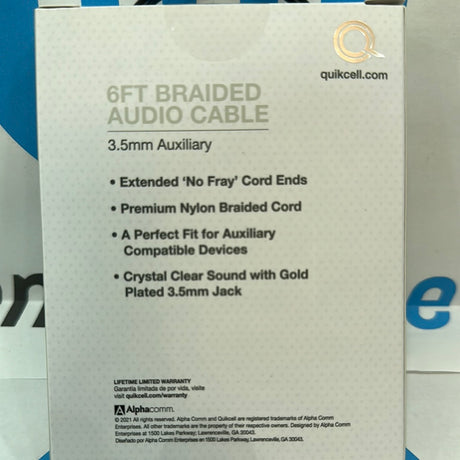 quikcell.com
6FT BRAIDED
AUDIO CABLE
3.5mm Auxiliary
• Extended 'No Fray' Cord Ends
• Premium Nylon Braided Cord
• A Perfect Fit for Auxiliary
Compatible Devices
• Crystal Clear Sound with Gold
Plated 3.5mm Jack
LIFETIME LIMITED WARRANTY
Garantía limitada de por vida, visite
visit quikcell.com/warranty
Alphacomm.
© 2021 All rights reserved. Alpha Comm and Quikcell are registered trademarks of Alpha Comm
Enterprises. All other trademarks are the property of their respective owners. Designed by Alpha Comm
Enterprises at 1500 Lakes Parkway, Lawrenceville, GA 30043.
Diseñado por Alpha Comm Enterprises en 1500 Lakes Parkway, Lawrenceville, GA 30043.